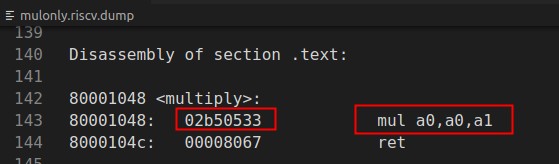 mulonly.riscv.dump
139
140 Disassembly of section .text:
141
142 80001048 <multiply>:
143 80001048: 02b50533 mul a0,a0,a1
144 8000104c: 00008067 ret
145